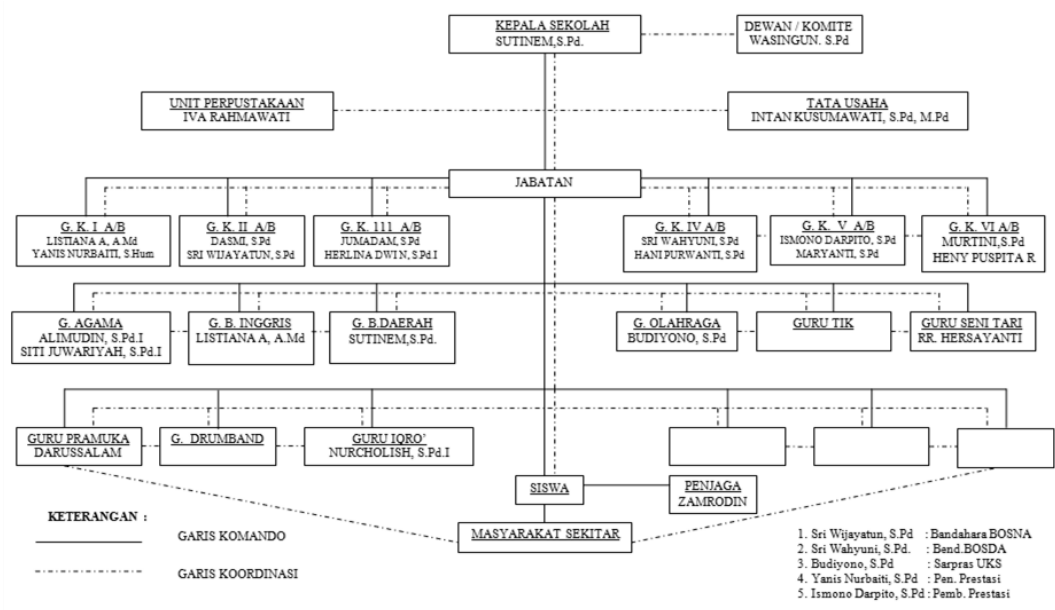 KEPALA SEKOLAH
SUTINEM,S.Pd.
DEWAN / KOMITE
WASINGUN. S.Pd
UNIT PERPUSTAKAAN
IVA RAHMAWATI
TATA USAHA
INTAN KUSUMAWATI, S.Pd, M.Pd
JABATAN
G. K. I A/B
LISTIANA A, A.Md
YANIS NURBAITI, S.Hum
G. K. II A/B
DASMI, S.Pd
SRI WIJAYATUN, S.Pd
G. K. 111 A/B
JUMADAM, S.Pd
HERLINA DWI N, S.Pd.I
G. K. IV A/B
SRI WAHYUNI, S.Pd
HANI PURWANTI, S.Pd
G. K. V A/B
ISMONO DARPITO, S.Pd
MARYANTI, S.Pd
G. K. VI A/B
MURTINI,S.Pd
HENY PUSPITA R
G. AGAMA
ALIMUDIN, S.Pd.I
SITI JUWARIYAH, S.Pd.I
G. B. INGGRIS
LISTIANA A, A.Md
G. B.DAERAH
SUTINEM,S.Pd.
G. OLAHRAGA
BUDIYONO, S.Pd
GURU TIK
GURU SENI TARI
RR. HERSAYANTI
GURU PRAMUKA
DARUSSALAM
G. DRUMBAND
GURU IQRO’
NURCHOLISH, S.Pd.I
SISWA
PENJAGA
ZAMRODIN
MASYARAKAT SEKITAR
KETERANGAN :
GARIS KOMANDO
GARIS KOORDINASI
1. Sri Wijayatun, S.Pd : Bandahara BOSNA
2. Sri Wahyuni, S.Pd. : Bend.BOSDA
3. Budiyono, S.Pd : Sarpras UKS
4. Yanis Nurbaiti, S.Pd : Pen. Prestasi
5. Ismono Darpito, S.Pd : Pemb. Prestasi